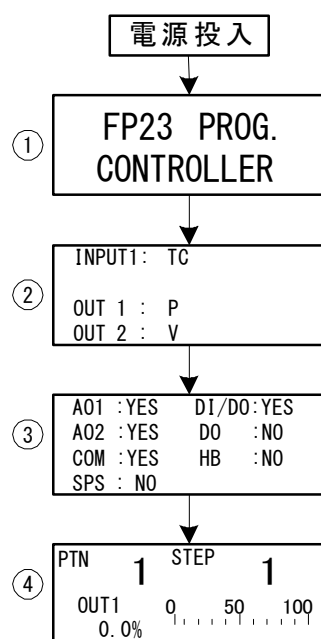 電源投入
①
FP23 PROG.
CONTROLLER
②
INPUT1: TC
OUT 1 : P
OUT 2 : V
③
AO1 :YES DI/DO:YES
AO2 :YES DO :NO
COM :YES HB :NO
SPS : NO
④
PTN 1 STEP 1
OUT1 0 50 100
0.0%